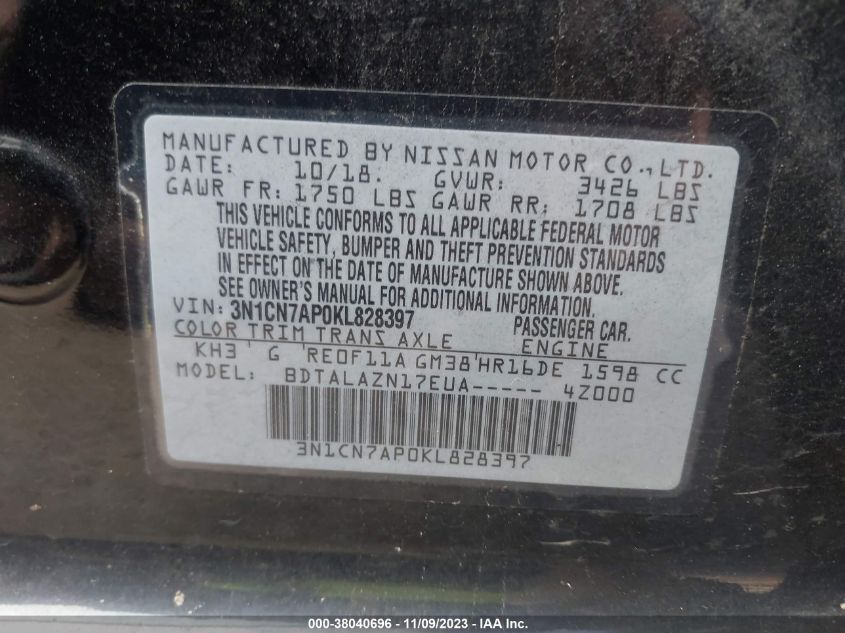 MANUFACTURED BY NISSAN MOTOR CO., LTD.
DATE: 10/18. GVWR: 3426 LBS
GAWR FR: 1750 LBS GAWR RR: 1708 LBS
THIS VEHICLE CONFORMS TO ALL APPLICABLE FEDERAL MOTOR
VEHICLE SAFETY, BUMPER AND THEFT PREVENTION STANDARDS
IN EFFECT ON THE DATE OF MANUFACTURE SHOWN ABOVE.
SEE OWNER'S MANUAL FOR ADDITIONAL INFORMATION.
VIN: 3N1CN7AP0KL828397 PASSENGER CAR.
COLOR TRIM TRANS AXLE ENGINE
KH3 ' G 'RE0F11A GM38'HR16DE 1598 CC
MODEL: BDTALAZN17EUA----- 4Z000
3N1CN7AP0KL828397
000-38040696 - 11/09/2023 - IAA Inc.